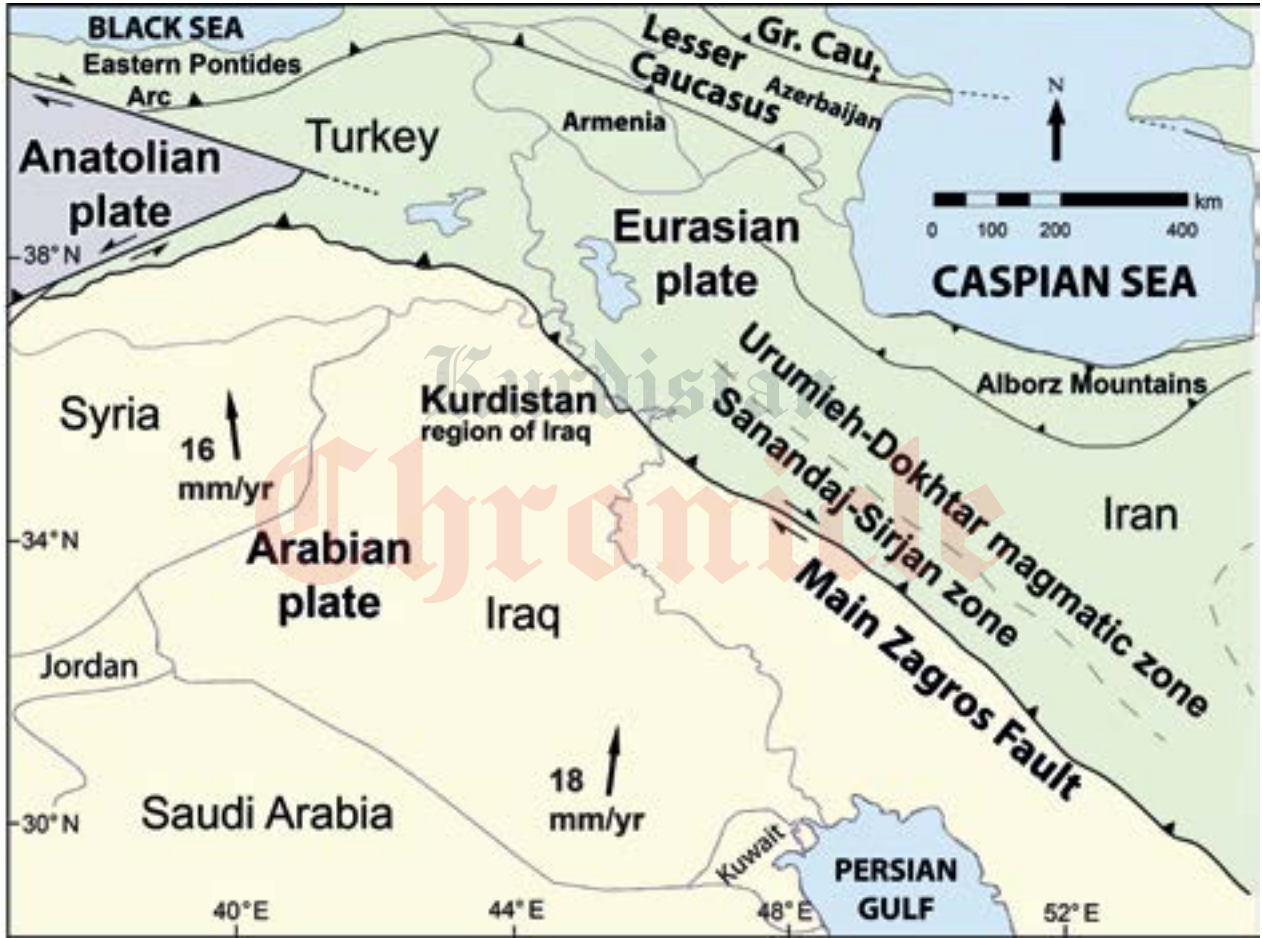 BLACK SEA
Eastern Pontides
Arc
Gr. Cau.
Lesser
Caucasus
Azerbaijan
Armenia
Turkey
N
Anatolian
plate
km
0 100 200 400
Eurasian
plate
CASPIAN SEA
38° N
Urumieh-Dokhtar magmatic zone
Sanandaj-Sirjan zone
Alborz Mountains
Kurdistan
Chronicle
Kurdistan
region of Iraq
Syria
16
mm/yr
Iran
34° N
Arabian
plate
Iraq
Main Zagros Fault
Jordan
18
mm/yr
Saudi Arabia
30° N
Kuwait
PERSIAN
GULF
40° E 44° E 48° E 52° E